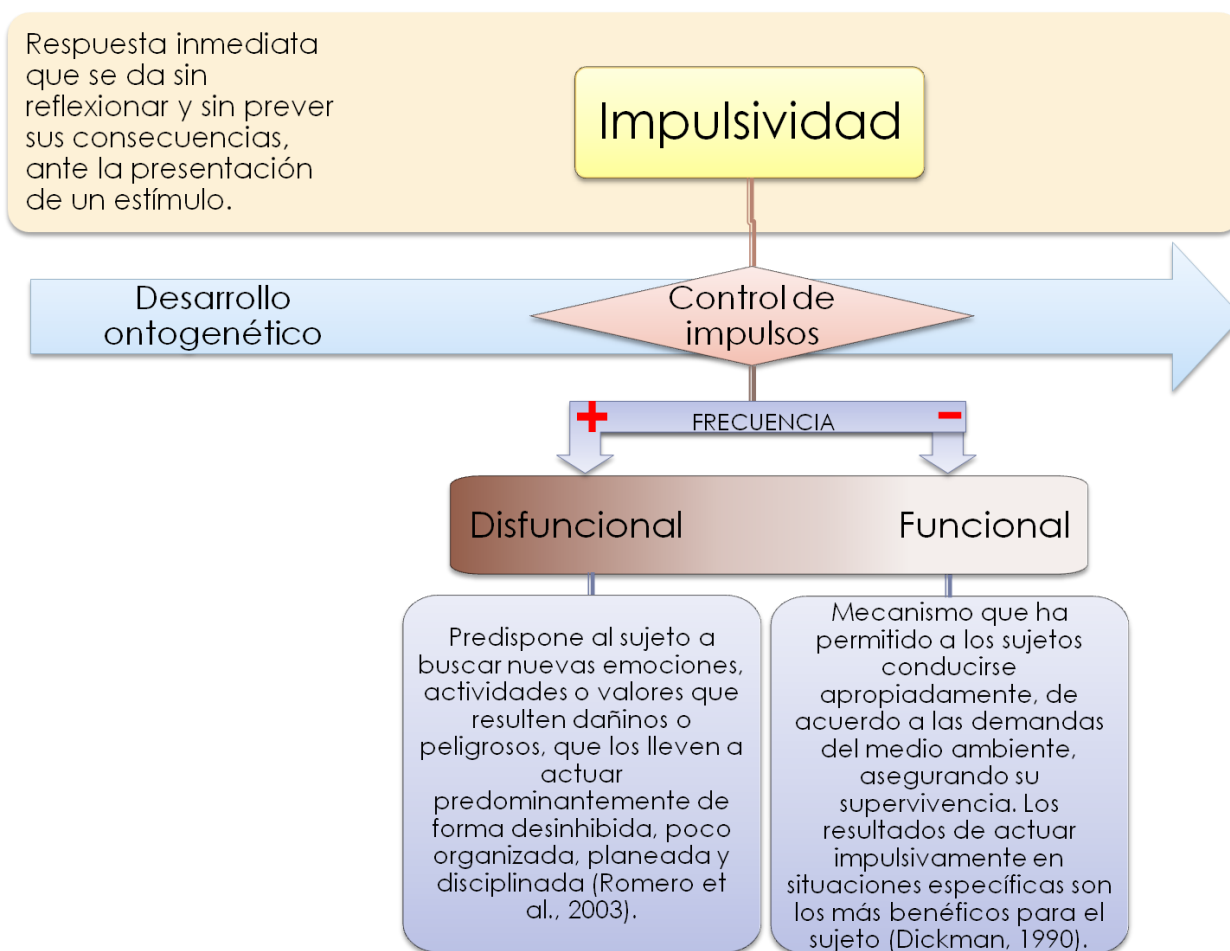 Respuesta inmediata
que se da sin
reflexionar y sin prever
sus consecuencias,
ante la presentación
de un estímulo.
Impulsividad
Desarrollo
ontogenético
Control de
impulsos
+
FRECUENCIA
−
Disfuncional
Funcional
Predispone al sujeto a
buscar nuevas emociones,
actividades o valores que
resulten dañinos o
peligrosos, que los lleven a
actuar
predominantemente de
forma desinhibida, poco
organizada, planeada y
disciplinada (Romero et
al., 2003).
Mecanismo que ha
permitido a los sujetos
conducirse
apropiadamente, de
acuerdo a las demandas
del medio ambiente,
asegurando su
supervivencia. Los
resultados de actuar
impulsivamente en
situaciones específicas son
los más benéficos para el
sujeto (Dickman, 1990).